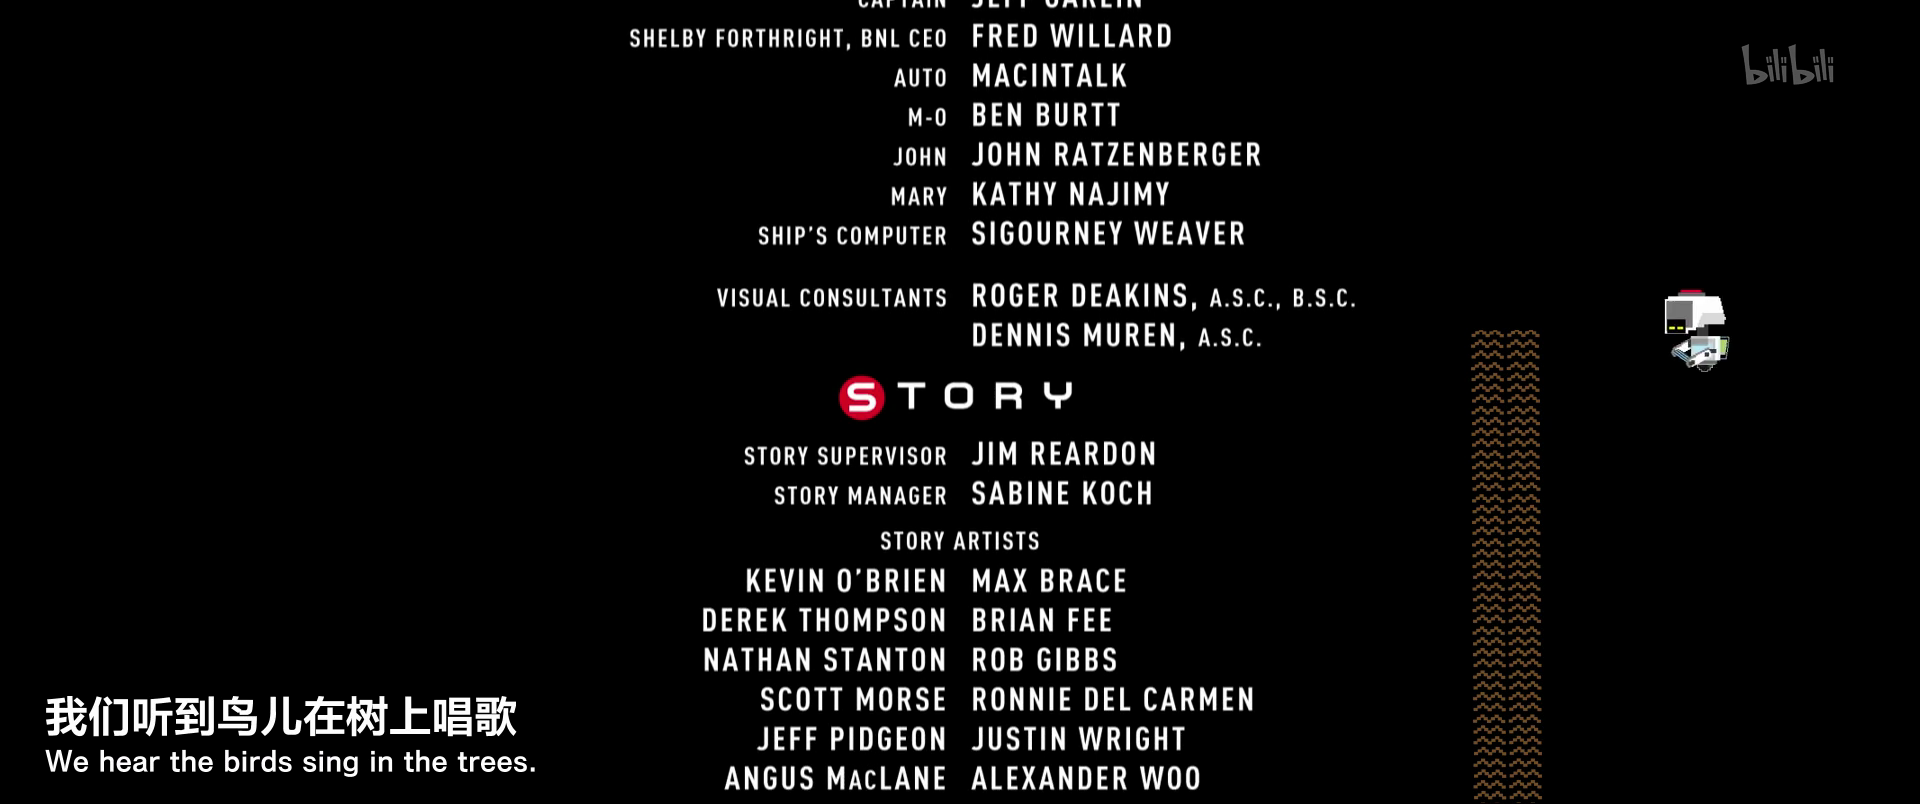 CAPTAIN JEFF GARLIN
SHELBY FORTHRIGHT, BNL CEO FRED WILLARD
bilibili
AUTO MACINTALK
M-O BEN BURTT
JOHN JOHN RATZENBERGER
MARY KATHY NAJIMY
SHIP'S COMPUTER SIGOURNEY WEAVER
VISUAL CONSULTANTS ROGER DEAKINS, A.S.C., B.S.C.
DENNIS MUREN, A.S.C.
STORY
STORY SUPERVISOR JIM REARDON
STORY MANAGER SABINE KOCH
STORY ARTISTS
KEVIN O'BRIEN MAX BRACE
DEREK THOMPSON BRIAN FEE
NATHAN STANTON ROB GIBBS
SCOTT MORSE RONNIE DEL CARMEN
JEFF PIDGEON JUSTIN WRIGHT
ANGUS MACLANE ALEXANDER WOO
我们听到鸟儿在树上唱歌
We hear the birds sing in the trees.